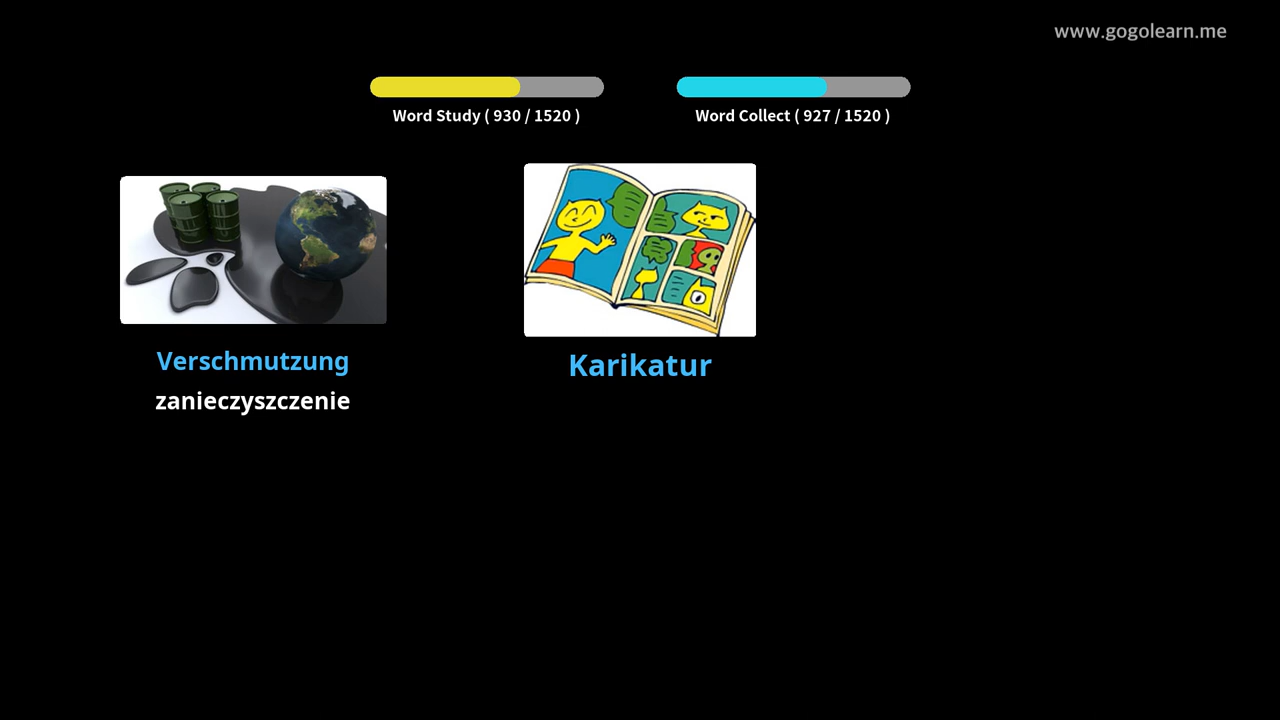 www.gogolearn.me
Word Study ( 930 / 1520 )
Word Collect ( 927 / 1520 )
Verschmutzung
zanieczyszczenie
Karikatur